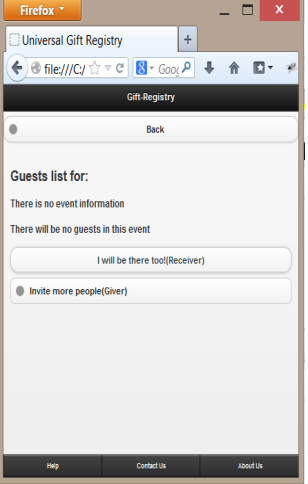 Firefox
Universal Gift Registry
file:///C:/
Goog
Gift-Registry
Back
Guests list for:
There is no event information
There will be no guests in this event
I will be there too!(Receiver)
Invite more people(Giver)
Help
Contact Us
About Us